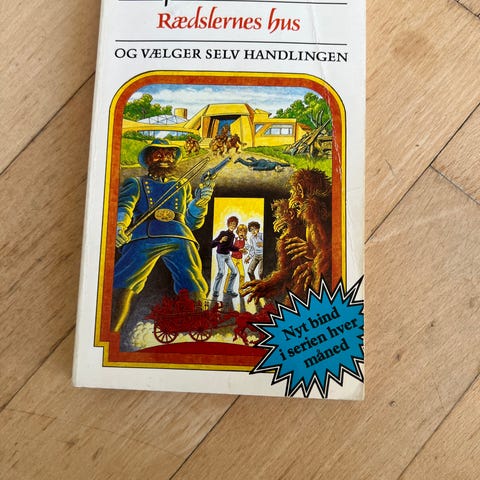 Rædslernes hus
OG VÆLGER SELV HANDLINGEN
Nyt bind
i serien hver
måned